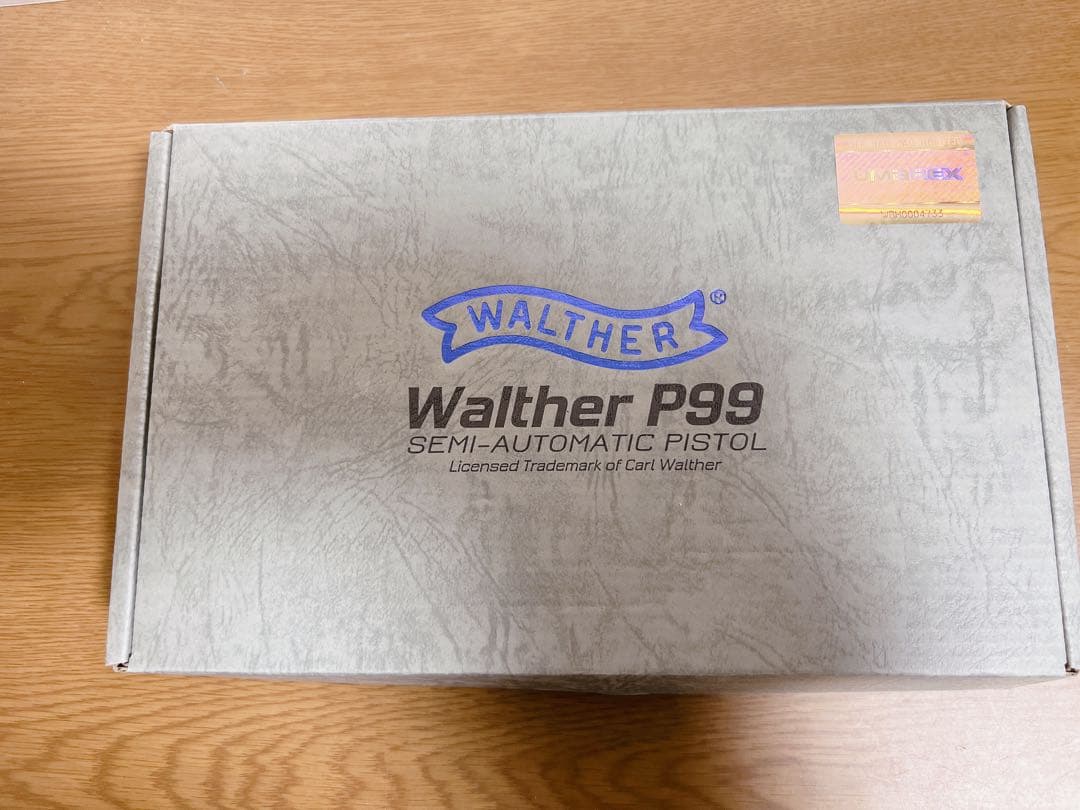 UMAREX
WALTHER®
Walther P99
SEMI-AUTOMATIC PISTOL
Licensed Trademark of Carl Walther